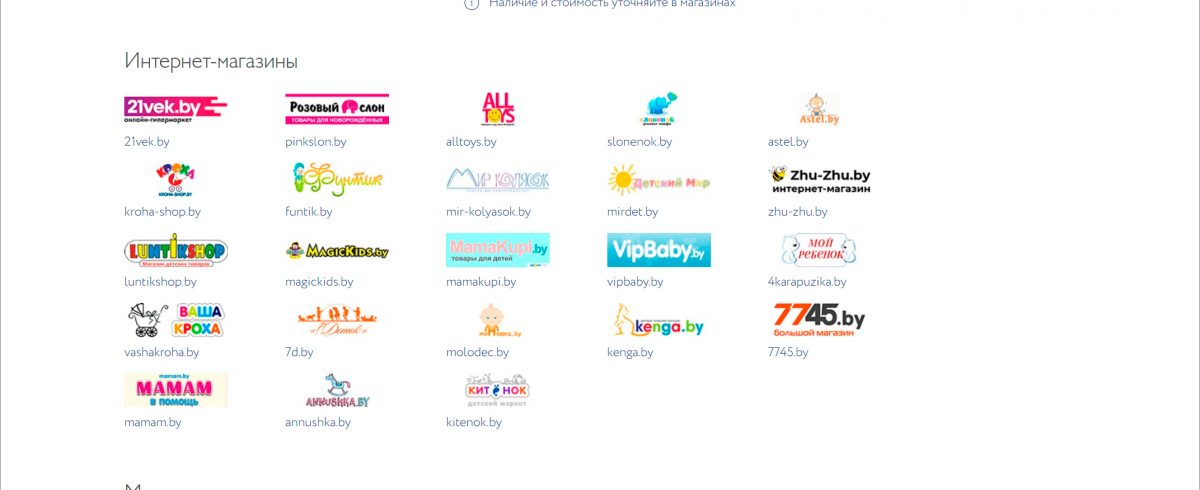 Наличие и стоимость уточняйте в магазинах
Интернет-магазины
21vek.by
онлайн-гипермаркет
РОЗОВЫЙ СЛОН
ТОВАРЫ ДЛЯ НОВОРОЖДЁННЫХ
ALL TOYS
слоненок
Astel.by
21vek.by
pinkslon.by
alltoys.by
slonenok.by
astel.by
КРОХА
KROHA-SHOP.BY
Фунтик
МИР КОЛЯСОК
Детский Мир
Zhu-Zhu.by
интернет-магазин
kroha-shop.by
funtik.by
mir-kolyasok.by
mirdet.by
zhu-zhu.by
LUNTIKSHOP
Магазин детских товаров
MAGICKIDS.BY
MamaKupi.by
товары для детей
VipBaby.by
МОЙ РЕБЕНОК
luntikshop.by
magickids.by
mamakupi.by
vipbaby.by
4karapuzika.by
ВАША КРОХА
7 Деток
kenga.by
7745.by
большой магазин
vashakroha.by
7d.by
molodec.by
kenga.by
7745.by
mamam.by
МАМАМ
В ПОМОЩЬ
ANNUSHKA.BY
КИТЁНОК
детский маркет
mamam.by
annushka.by
kitenok.by